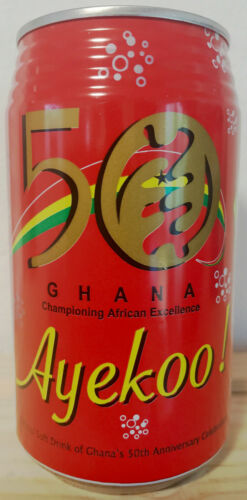 50
GHANA
Championing African Excellence
Ayekoo!
Soft Drink of Ghana's 50th Anniversary